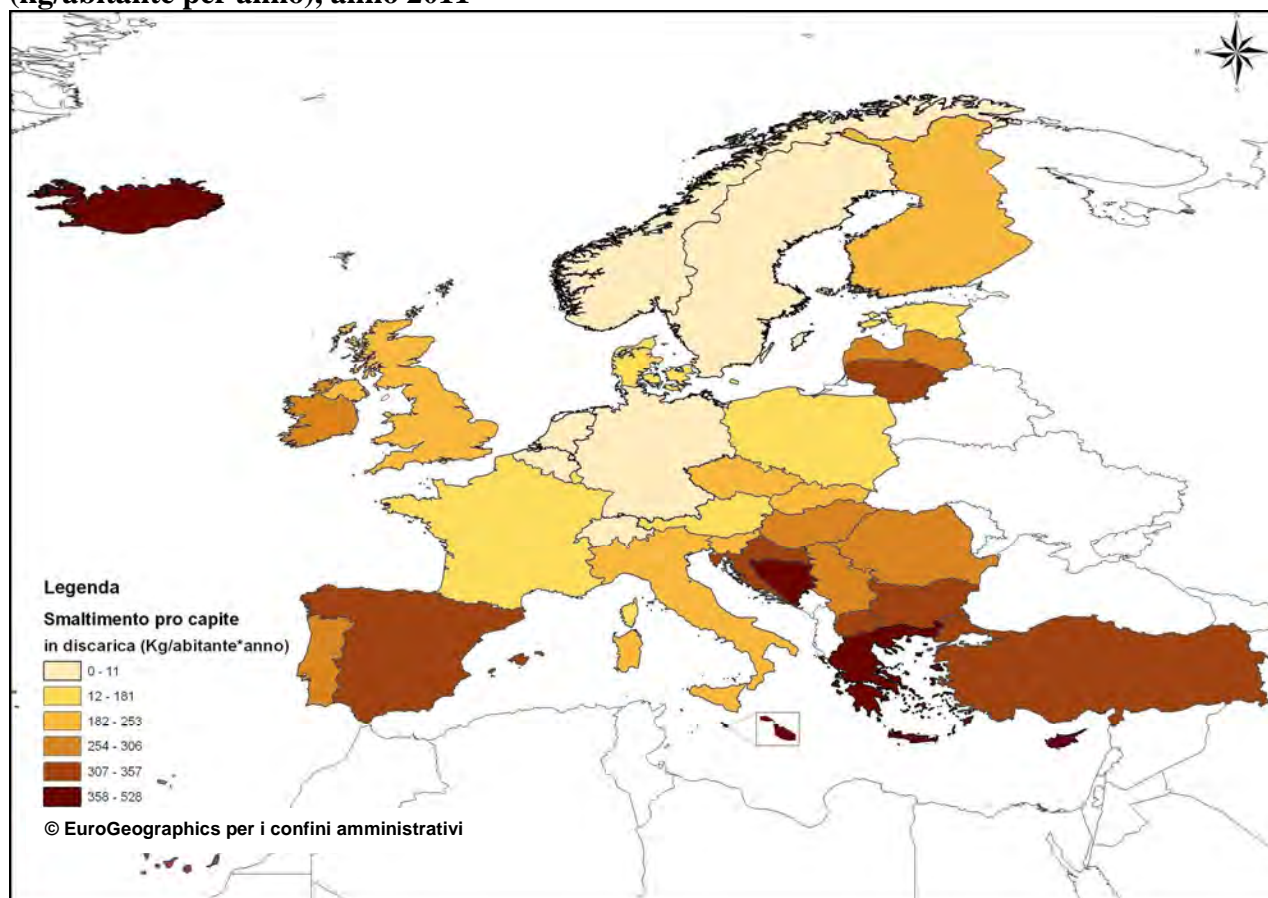 (kg/abitante per anno), anno 2011
N
Legenda
Smaltimento pro capite
in discarica (Kg/abitante*anno)
0 - 11
12 - 181
182 - 253
254 - 306
307 - 357
358 - 528
© EuroGeographics per i confini amministrativi